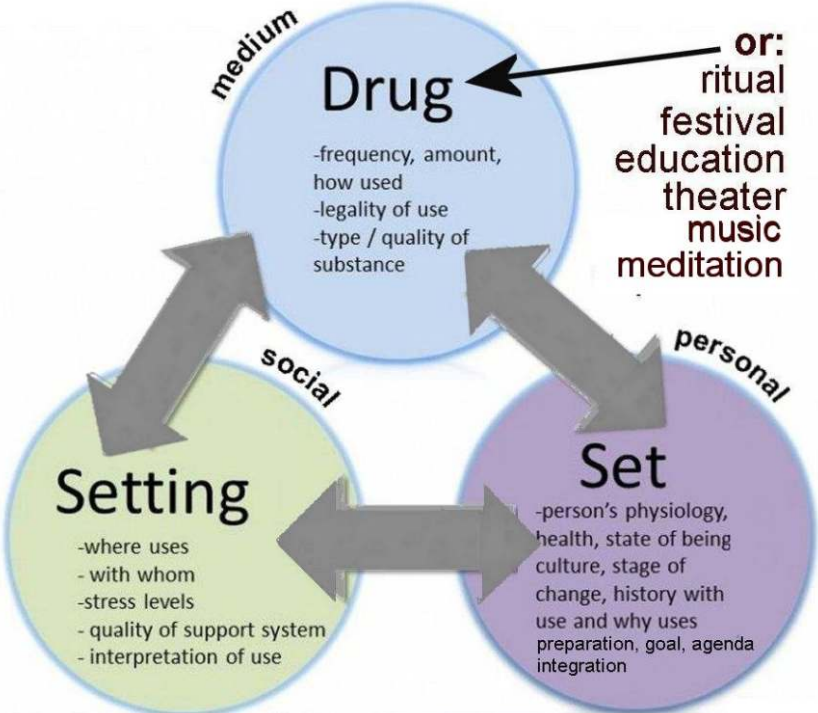 medium
Drug
-frequency, amount,
how used
-legality of use
-type / quality of
substance
or:
ritual
festival
education
theater
music
meditation
-
social
Setting
-where uses
- with whom
-stress levels
- quality of support system
- interpretation of use
personal
Set
-person's physiology,
health, state of being
culture, stage of
change, history with
use and why uses
preparation, goal, agenda
integration